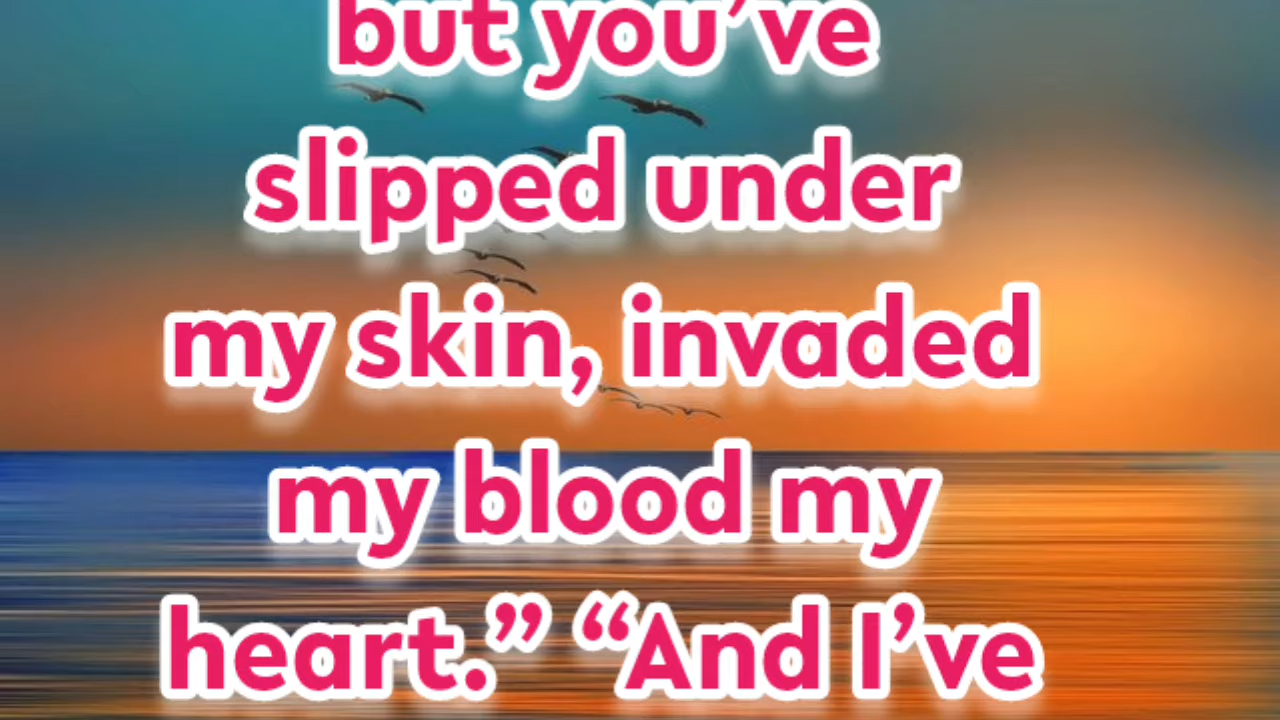 but you’ve
slipped under
my skin, invaded
my blood my
heart.” “And I’ve